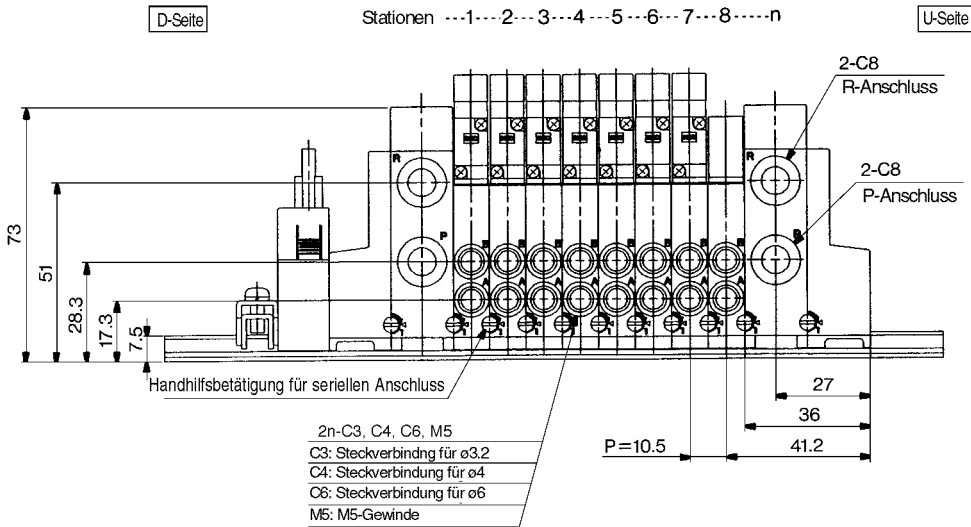 D-Seite
Stationen ----1----2----3----4----5----6----7----8----n
U-Seite
2-C8
R-Anschluss
2-C8
P-Anschluss
R
R
P
B B B B B B B
A A A A A A A A
73
51
28.3
17.3
7.5
Handhilfsbetätigung für seriellen Anschluss
27
36
P=10.5
41.2
2n-C3, C4, C6, M5
C3: Steckverbindng für ø3.2
C4: Steckverbindung für ø4
C6: Steckverbindung für ø6
M5: M5-Gewinde